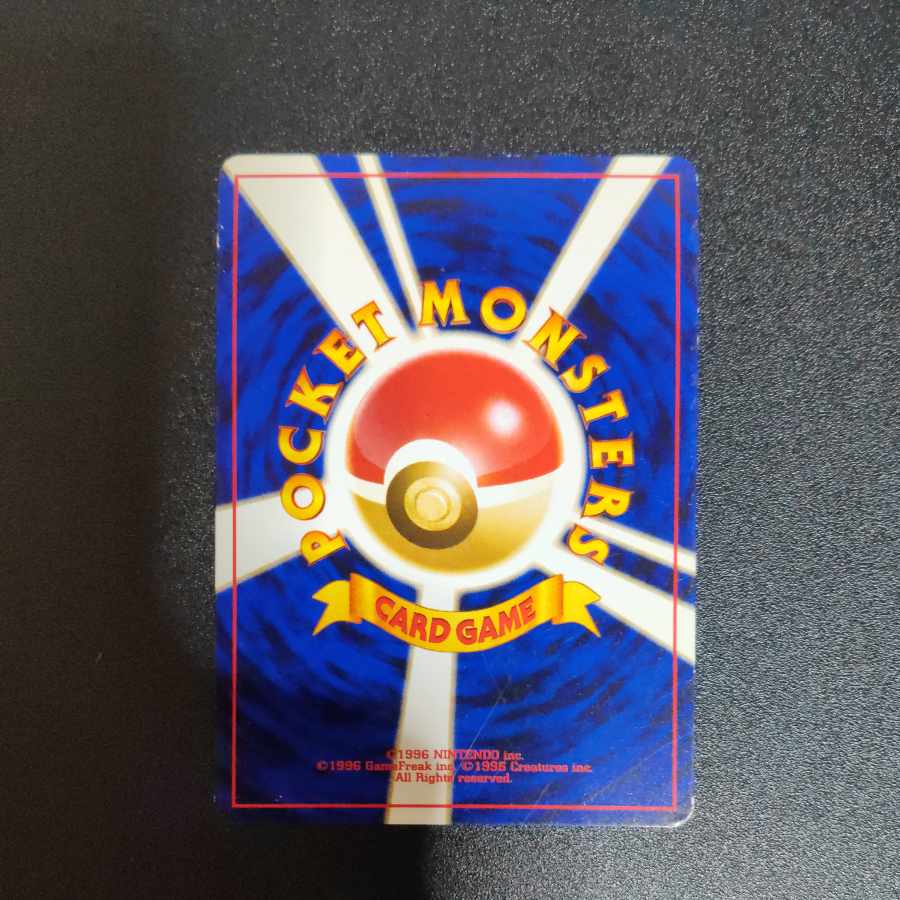 POCKET MONSTERS
CARD GAME
©1996 NINTENDO inc.
©1996 GameFreak inc. ©1996 Creatures inc.
All Rights reserved.